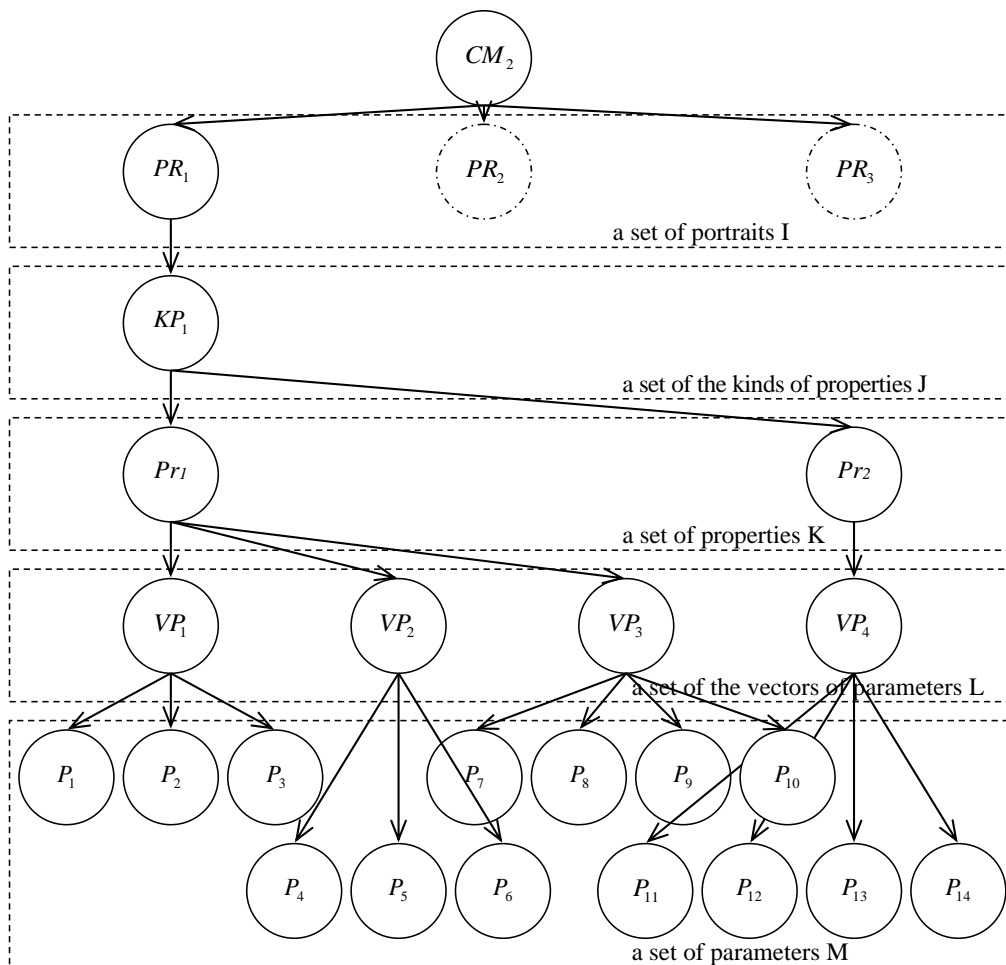 CM₂
PR₁ PR₂ PR₃
a set of portraits I
KP₁
a set of the kinds of properties J
Pr₁ Pr₂
a set of properties K
VP₁ VP₂ VP₃ VP₄
a set of the vectors of parameters L
P₁ P₂ P₃ P₇ P₈ P₉ P₁₀
P₄ P₅ P₆ P₁₁ P₁₂ P₁₃ P₁₄
a set of parameters M